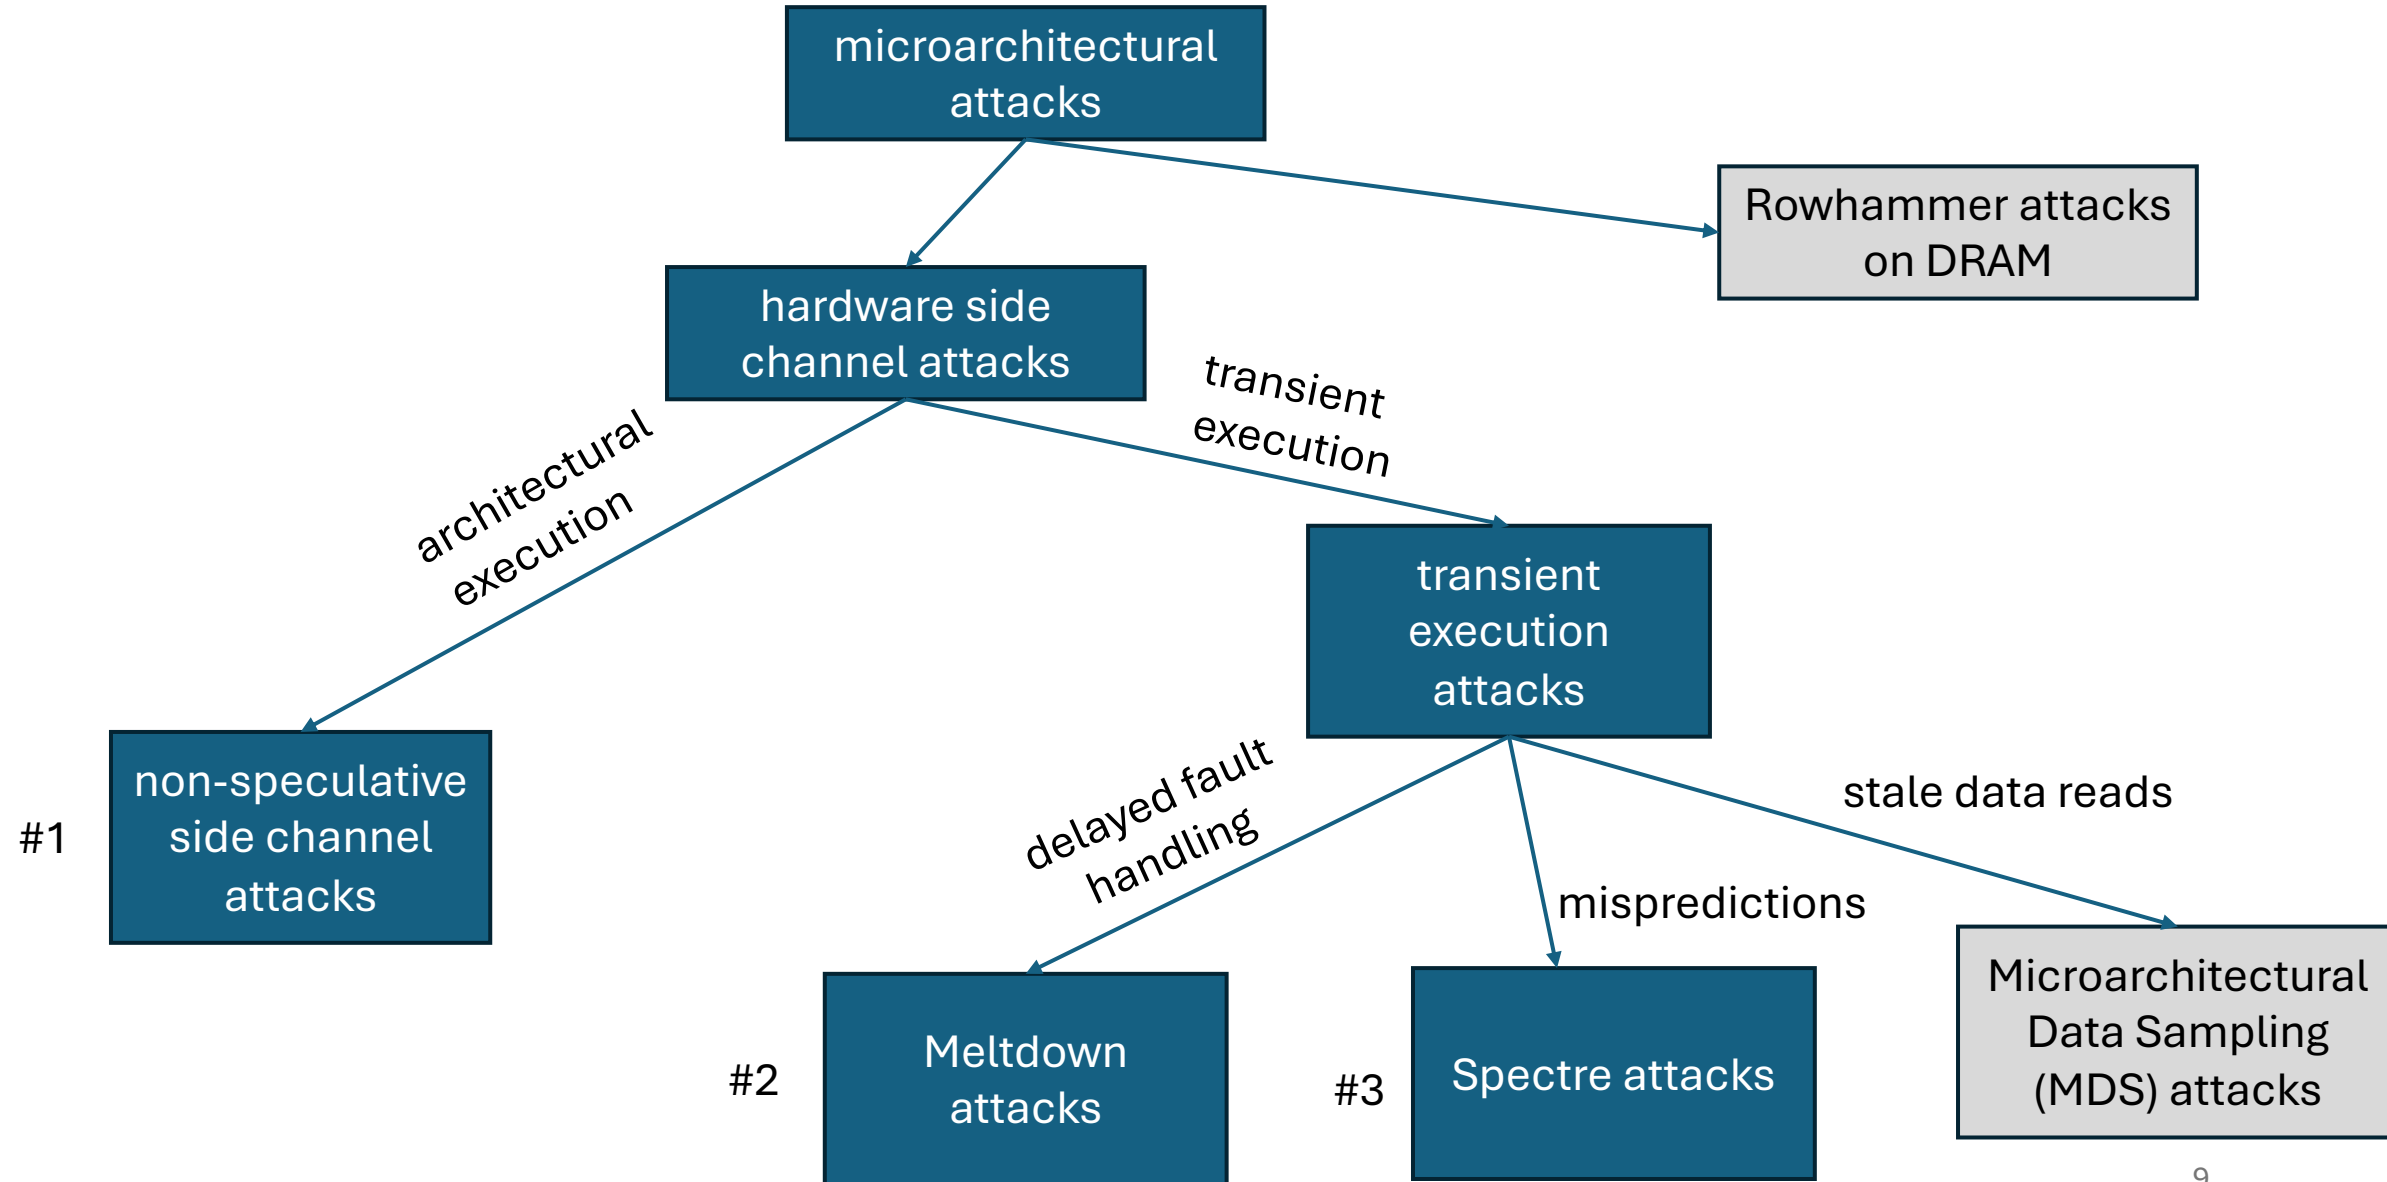 microarchitectural
attacks
Rowhammer attacks
on DRAM
hardware side
channel attacks
architectural
execution
transient
execution
transient
execution
attacks
#1
non-speculative
side channel
attacks
delayed fault
handling
mispredictions
stale data reads
#2
Meltdown
attacks
#3
Spectre attacks
Microarchitectural
Data Sampling
(MDS) attacks
9